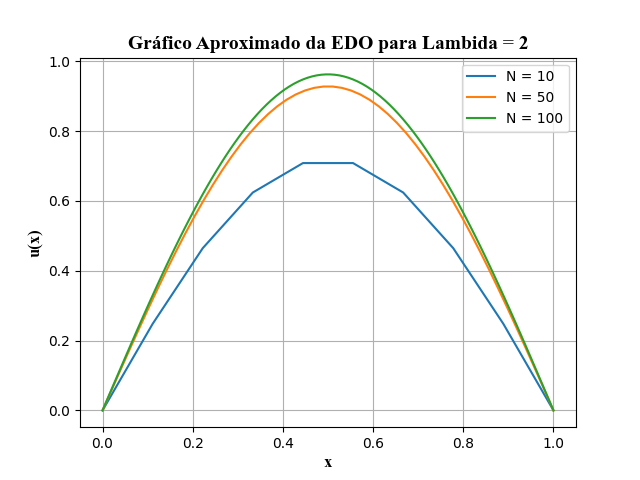 Gráfico Aproximado da EDO para Lambida = 2
N = 10
N = 50
N = 100
u(x)
1.0
0.8
0.6
0.4
0.2
0.0
0.0 0.2 0.4 0.6 0.8 1.0
x